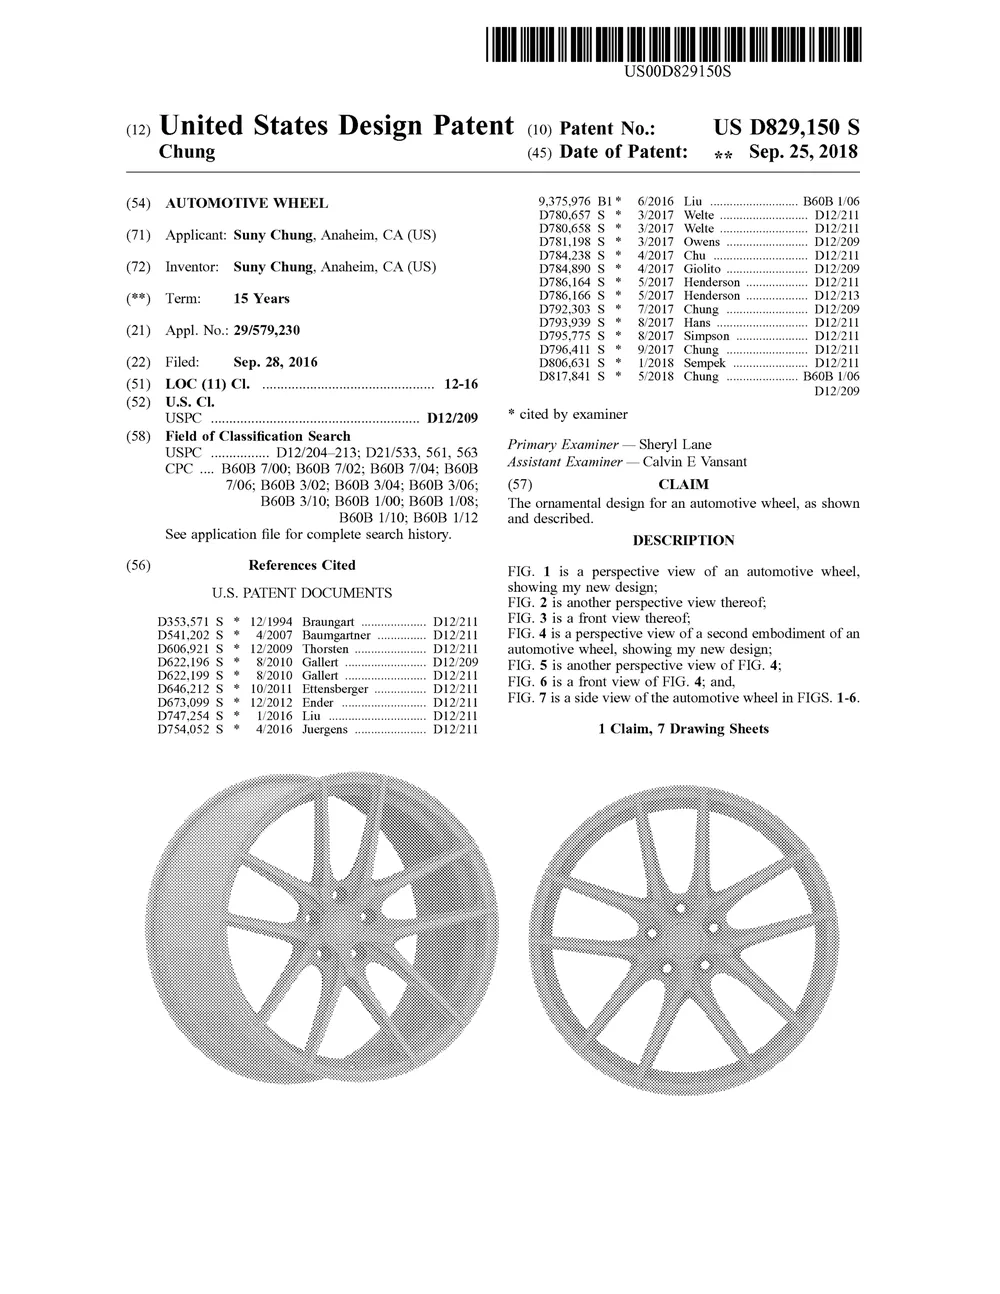 US00D829150S
(12) United States Design Patent
Chung
(10) Patent No.: US D829,150 S
(45) Date of Patent: ** Sep. 25, 2018
(54) AUTOMOTIVE WHEEL
(71) Applicant: Suny Chung, Anaheim, CA (US)
(72) Inventor: Suny Chung, Anaheim, CA (US)
(**) Term: 15 Years
(21) Appl. No.: 29/579,230
(22) Filed: Sep. 28, 2016
(51) LOC (11) Cl. ............................................... 12-16
(52) U.S. Cl.
USPC ......................................................... D12/209
(58) Field of Classification Search
USPC ................ D12/204–213; D21/533, 561, 563
CPC .... B60B 7/00; B60B 7/02; B60B 7/04; B60B
7/06; B60B 3/02; B60B 3/04; B60B 3/06;
B60B 3/10; B60B 1/00; B60B 1/08;
B60B 1/10; B60B 1/12
See application file for complete search history.
(56) References Cited
U.S. PATENT DOCUMENTS
D353,571 S * 12/1994 Braungart .................... D12/211
D541,202 S * 4/2007 Baumgartner ............... D12/211
D606,921 S * 12/2009 Thorsten ...................... D12/211
D622,196 S * 8/2010 Gallert ......................... D12/209
D622,199 S * 8/2010 Gallert ......................... D12/211
D646,212 S * 10/2011 Ettensberger ................ D12/211
D673,099 S * 12/2012 Ender .......................... D12/211
D747,254 S * 1/2016 Liu .............................. D12/211
D754,052 S * 4/2016 Juergens ...................... D12/211
9,375,976 B1 * 6/2016 Liu ........................... B60B 1/06
D780,657 S * 3/2017 Welte ........................... D12/211
D780,658 S * 3/2017 Welte ........................... D12/211
D781,198 S * 3/2017 Owens ......................... D12/209
D784,238 S * 4/2017 Chu ............................. D12/211
D784,890 S * 4/2017 Giolito ......................... D12/209
D786,164 S * 5/2017 Henderson ................... D12/211
D786,166 S * 5/2017 Henderson ................... D12/213
D792,303 S * 7/2017 Chung ......................... D12/209
D793,939 S * 8/2017 Hans ............................ D12/211
D795,775 S * 8/2017 Simpson ...................... D12/211
D796,411 S * 9/2017 Chung ......................... D12/211
D806,631 S * 1/2018 Sempek ....................... D12/211
D817,841 S * 5/2018 Chung ...................... B60B 1/06
D12/209
* cited by examiner
Primary Examiner — Sheryl Lane
Assistant Examiner — Calvin E Vansant
(57) CLAIM
The ornamental design for an automotive wheel, as shown
and described.
DESCRIPTION
FIG. 1 is a perspective view of an automotive wheel,
showing my new design;
FIG. 2 is another perspective view thereof;
FIG. 3 is a front view thereof;
FIG. 4 is a perspective view of a second embodiment of an
automotive wheel, showing my new design;
FIG. 5 is another perspective view of FIG. 4;
FIG. 6 is a front view of FIG. 4; and,
FIG. 7 is a side view of the automotive wheel in FIGS. 1-6.
1 Claim, 7 Drawing Sheets